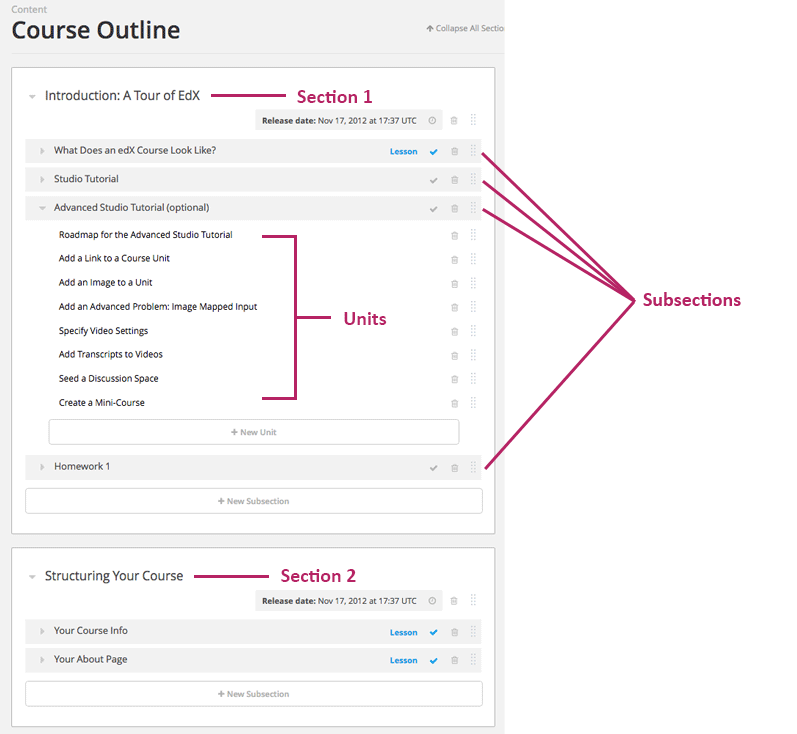 Content
Course Outline
Collapse All Sectio
Introduction: A Tour of EdX
Section 1
Release date: Nov 17, 2012 at 17:37 UTC
What Does an edX Course Look Like? Lesson
Studio Tutorial
Advanced Studio Tutorial (optional)
Roadmap for the Advanced Studio Tutorial
Add a Link to a Course Unit
Add an Image to a Unit
Add an Advanced Problem: Image Mapped Input
Specify Video Settings
Add Transcripts to Videos
Seed a Discussion Space
Create a Mini-Course
Units
Subsections
+ New Unit
Homework 1
+ New Subsection
Structuring Your Course
Section 2
Release date: Nov 17, 2012 at 17:37 UTC
Your Course Info Lesson
Your About Page Lesson
+ New Subsection